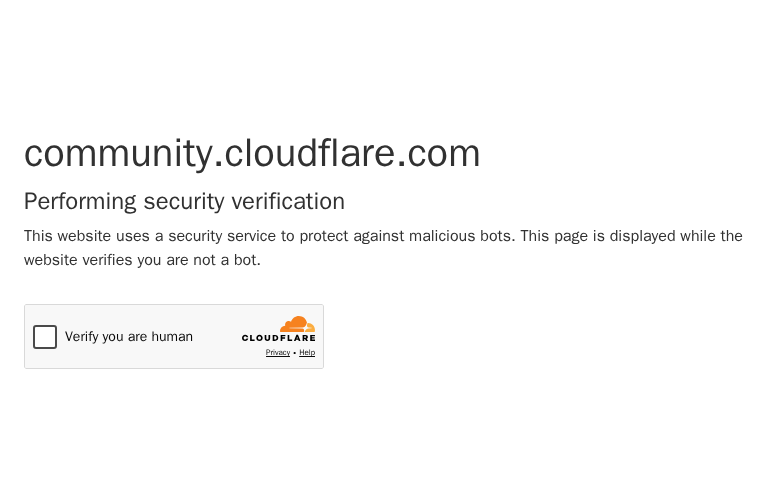 community.cloudflare.com
Performing security verification
This website uses a security service to protect against malicious bots. This page is displayed while the
website verifies you are not a bot.
Verify you are human
CLOUDFLARE
Privacy • Help